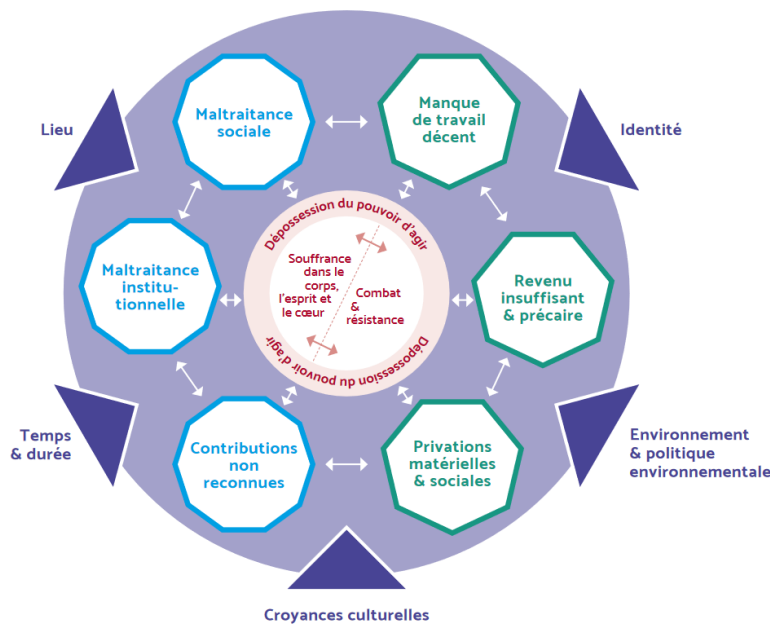 Maltraitance
sociale
Manque
de travail
décent
Lieu
Identité
Dépossession du pouvoir d'agir
Maltraitance
institu-
tionnelle
Souffrance
dans le
corps,
l'esprit et
le cœur
Combat
&
résistance
Revenu
insuffisant
& précaire
Dépossession du pouvoir d'agir
Temps
& durée
Contributions
non
reconnues
Privations
matérielles
& sociales
Environnement
& politique
environnementale
Croyances culturelles